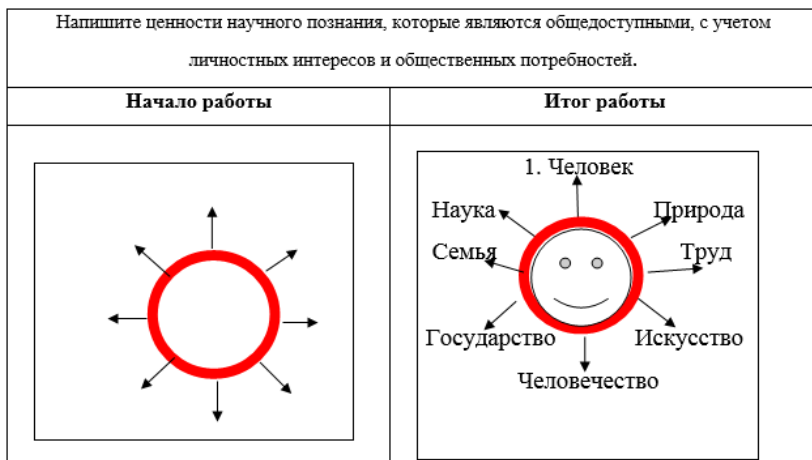 Напишите ценности научного познания, которые являются общедоступными, с учетом
личностных интересов и общественных потребностей.
Начало работы
Итог работы
1. Человек
Наука
Природа
Семья
Труд
Государство
Искусство
Человечество